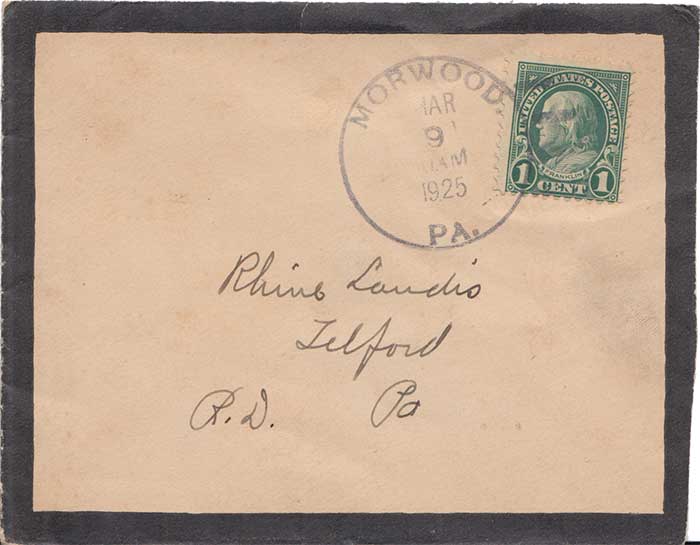 MORWOOD,
MAR
9
AM
1925
PA.
UNITED STATES POSTAGE
FRANKLIN
1 CENT 1
Rhine Landis
Telford
R.D. Pa